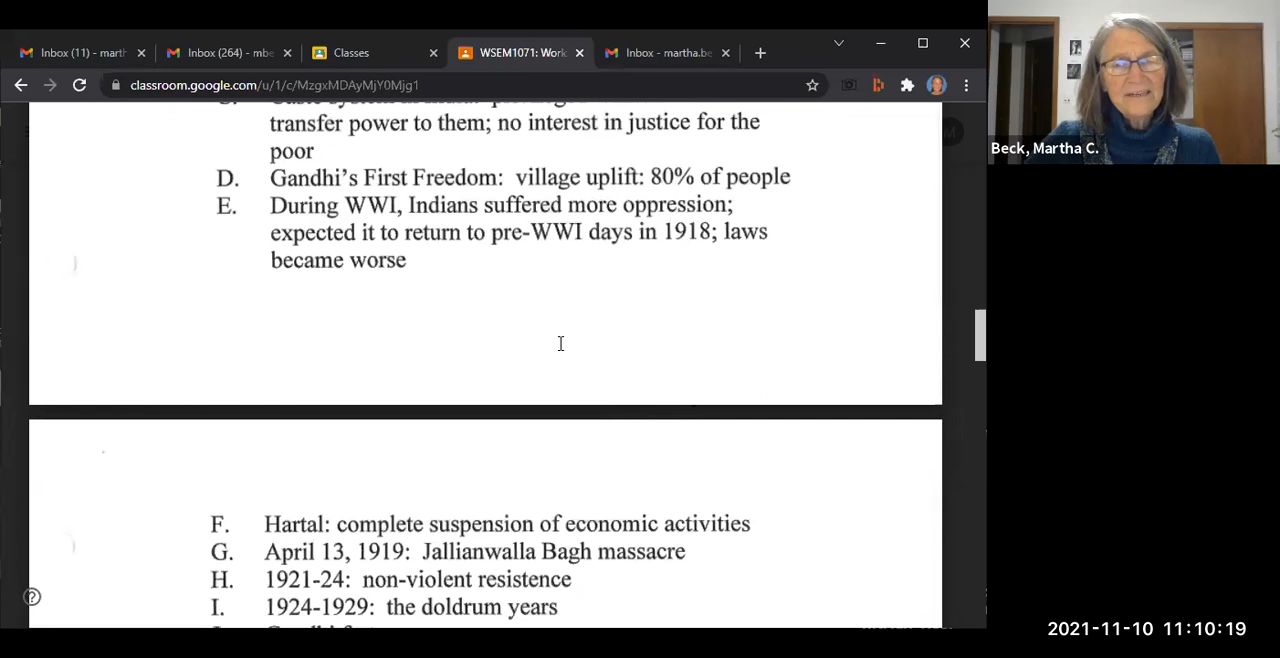 Inbox (11) - mart
Inbox (264) - mbe
Classes
WSEM1071: Work
Inbox - martha.be
classroom.google.com/u/1/c/MzgxMDAyMjY0Mjg1
transfer power to them; no interest in justice for the
poor
D. Gandhi's First Freedom: village uplift: 80% of people
E. During WWI, Indians suffered more oppression;
expected it to return to pre-WWI days in 1918; laws
became worse
F. Hartal: complete suspension of economic activities
G. April 13, 1919: Jallianwalla Bagh massacre
H. 1921-24: non-violent resistence
I. 1924-1929: the doldrum years
Beck, Martha C.
2021-11-10 11:10:19